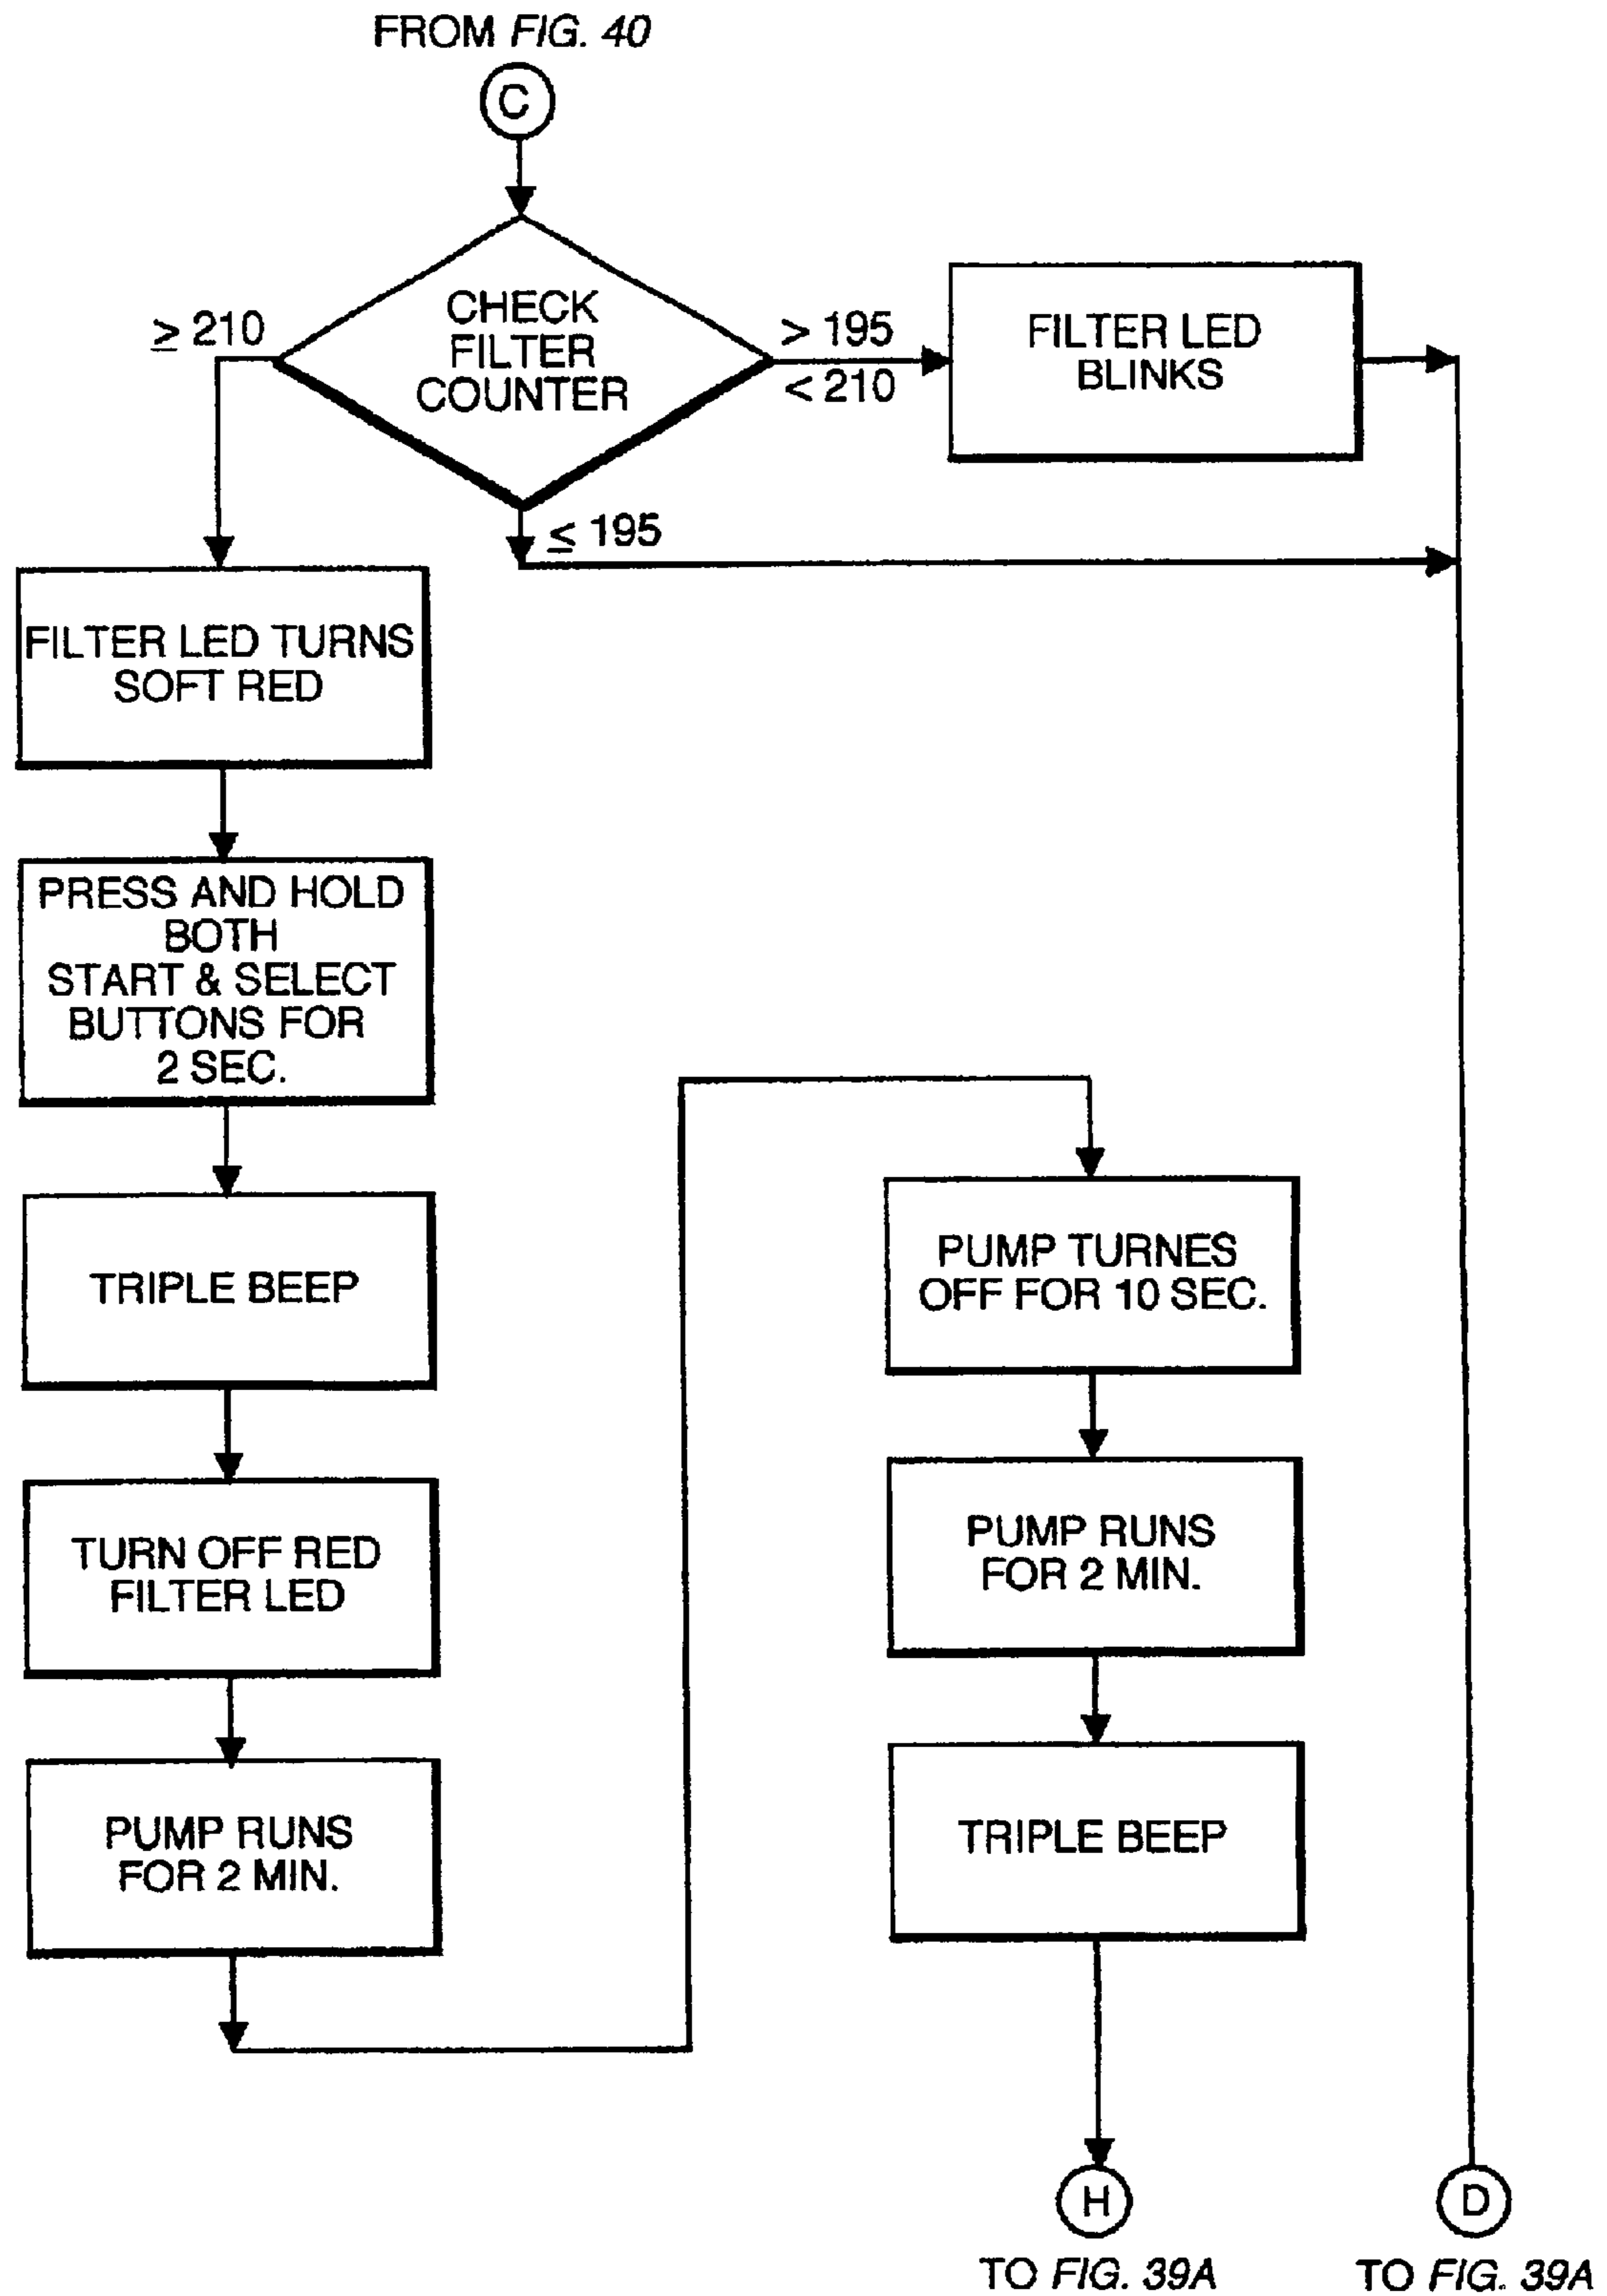 FROM FIG. 40
C
CHECK
FILTER
COUNTER
≥ 210
> 195
< 210
FILTER LED
BLINKS
≤ 195
FILTER LED TURNS
SOFT RED
PRESS AND HOLD
BOTH
START & SELECT
BUTTONS FOR
2 SEC.
TRIPLE BEEP
TURN OFF RED
FILTER LED
PUMP RUNS
FOR 2 MIN.
PUMP TURNES
OFF FOR 10 SEC.
PUMP RUNS
FOR 2 MIN.
TRIPLE BEEP
H
TO FIG. 39A
D
TO FIG. 39A